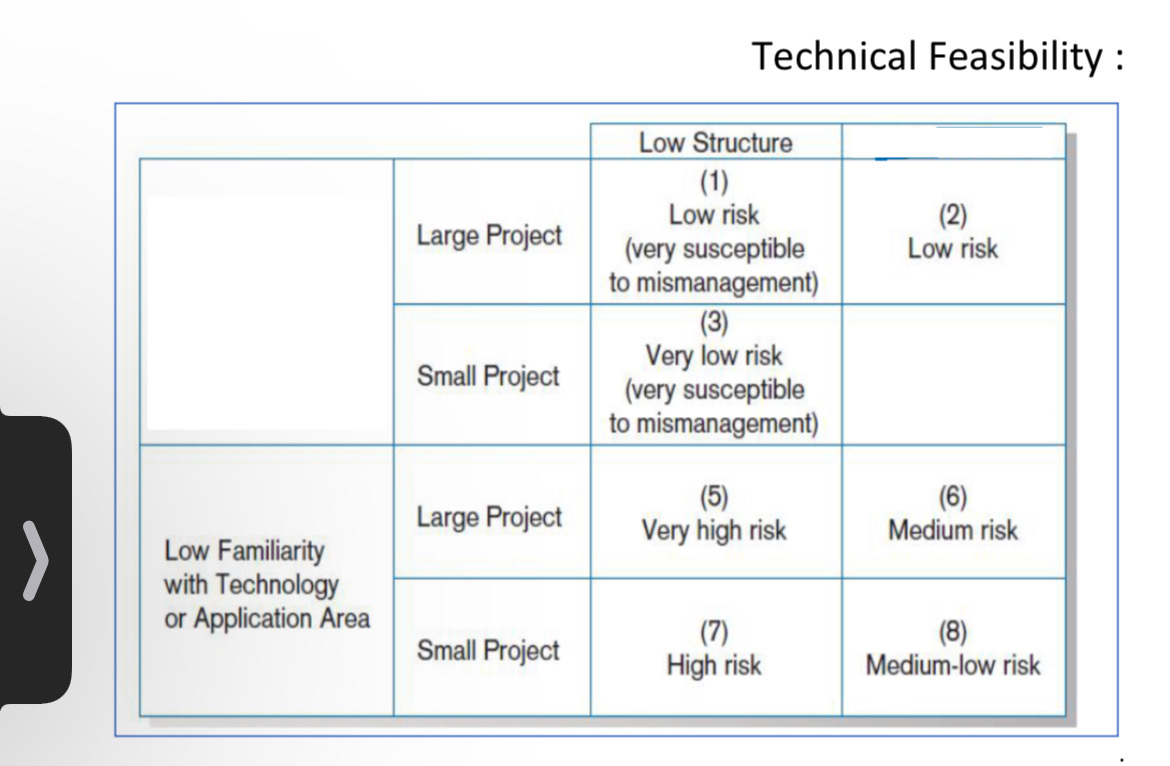 Technical Feasibility :
Low Structure
Large Project
(1)
Low risk
(very susceptible
to mismanagement)
(2)
Low risk
Small Project
(3)
Very low risk
(very susceptible
to mismanagement)
Low Familiarity
with Technology
or Application Area
Large Project
(5)
Very high risk
(6)
Medium risk
Small Project
(7)
High risk
(8)
Medium-low risk
.